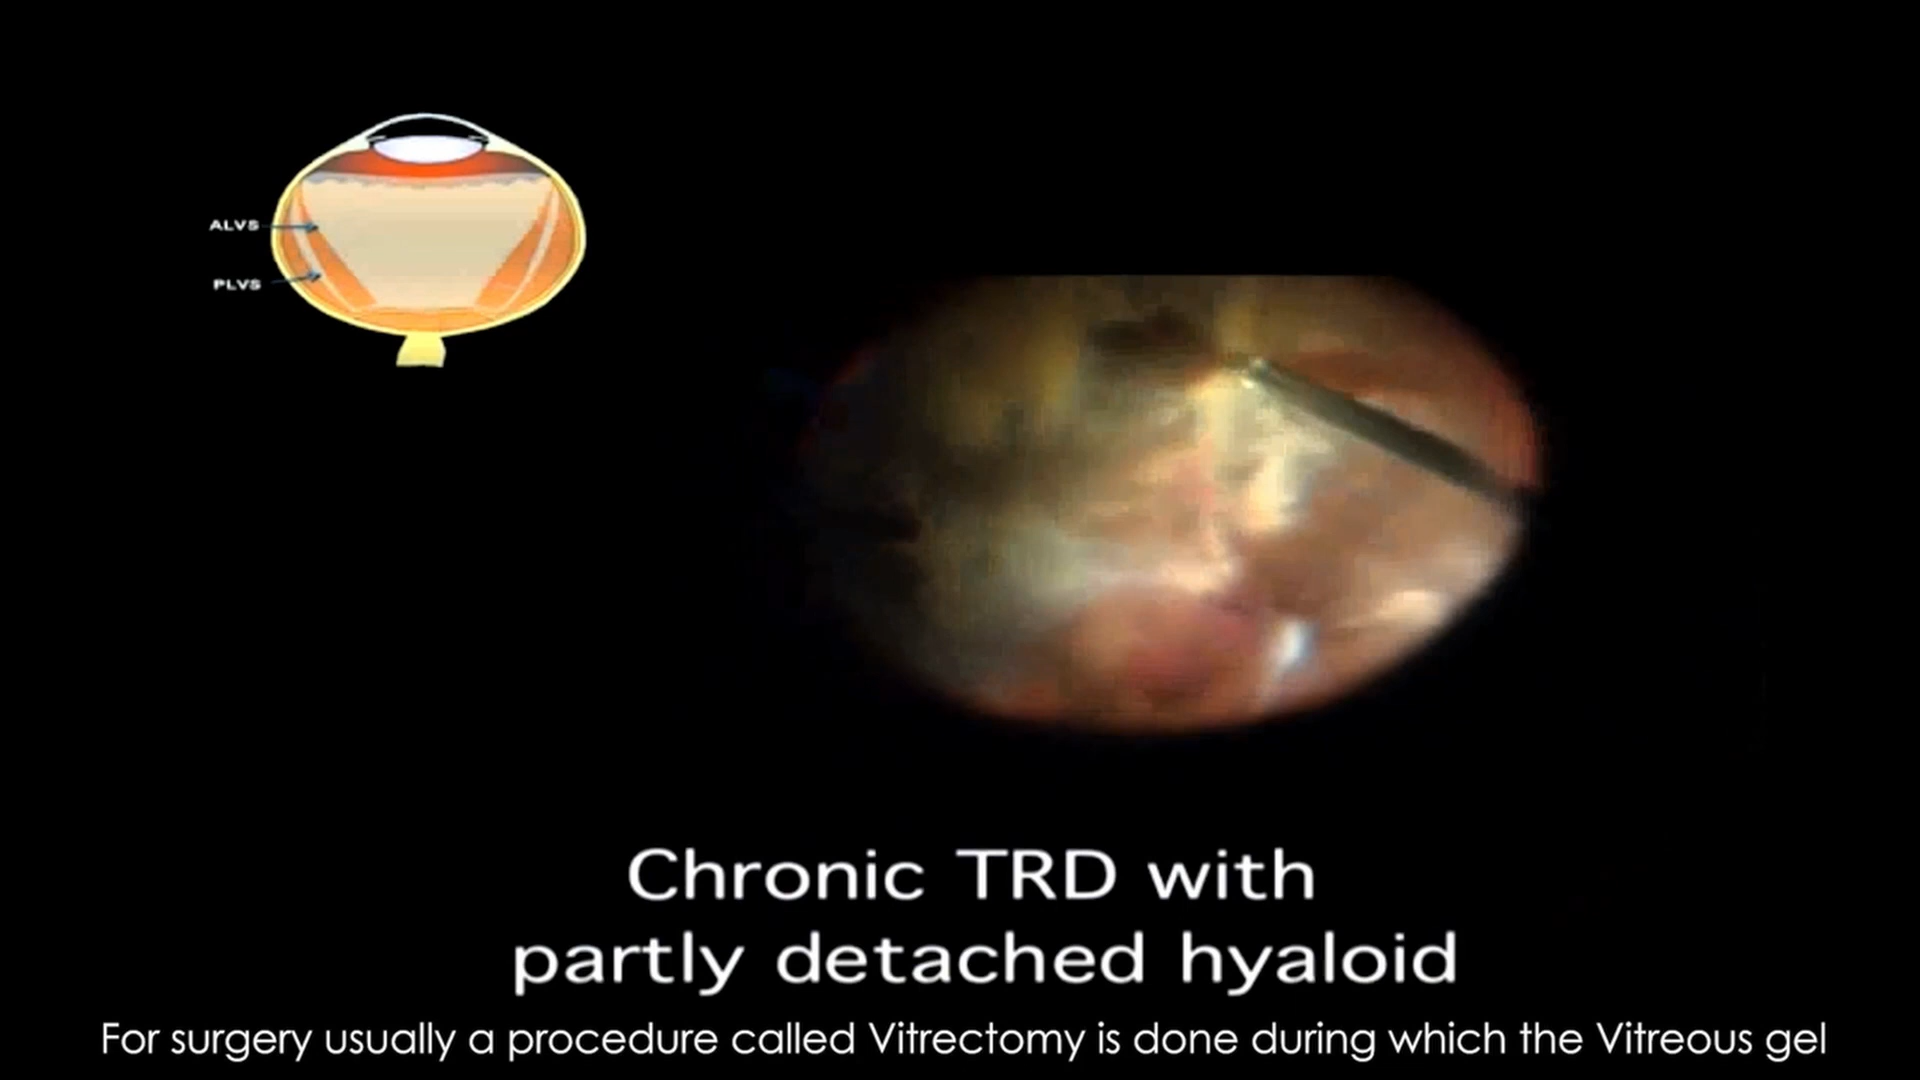 ALVS
PLVS
Chronic TRD with
partly detached hyaloid
For surgery usually a procedure called Vitrectomy is done during which the Vitreous gel